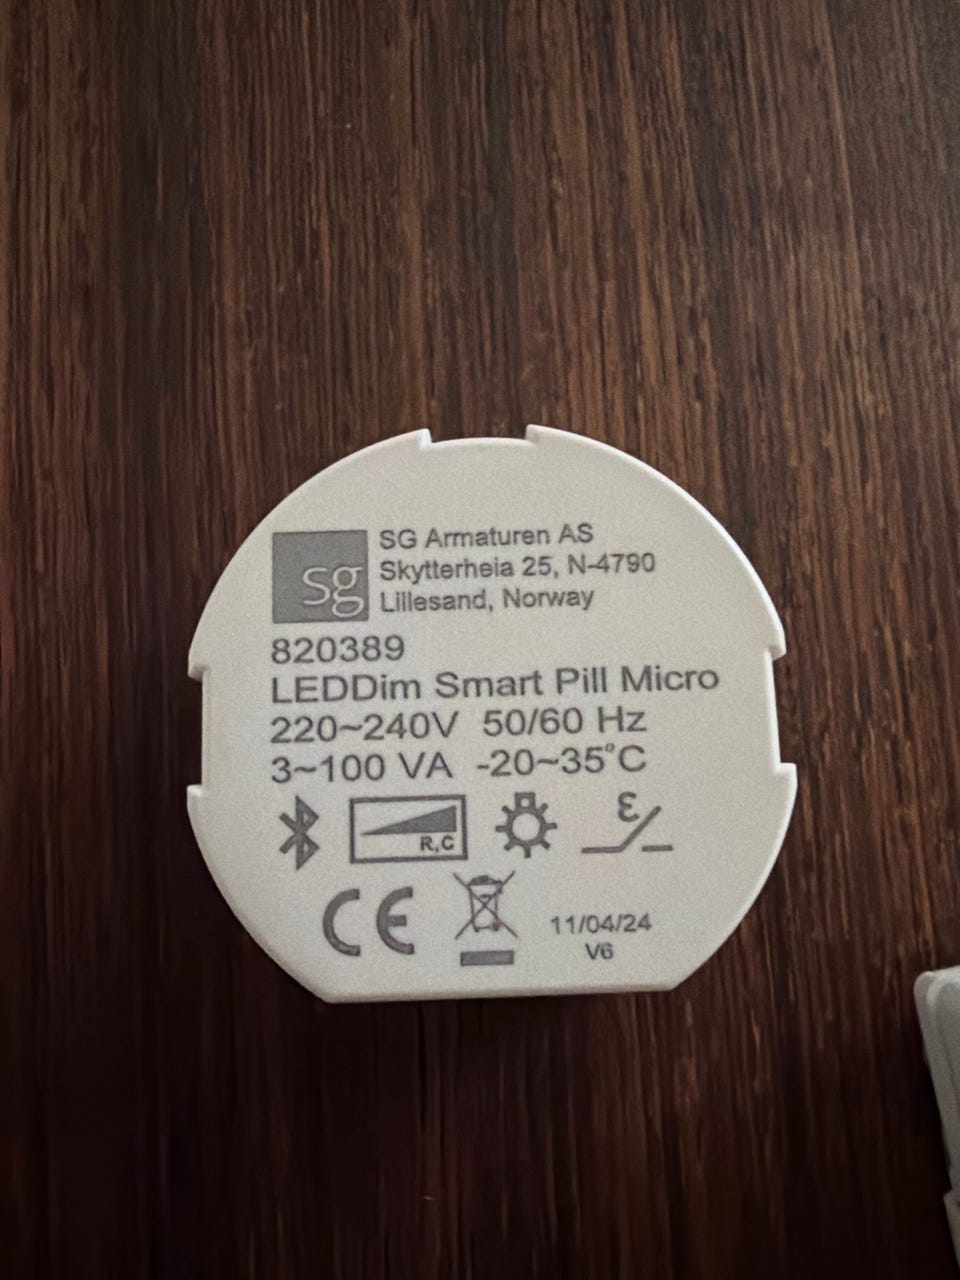 sg
SG Armaturen AS
Skytterheia 25, N-4790
Lillesand, Norway
820389
LEDDim Smart Pill Micro
220~240V 50/60 Hz
3~100 VA -20~35°C
R,C
ε
CE
11/04/24
V6